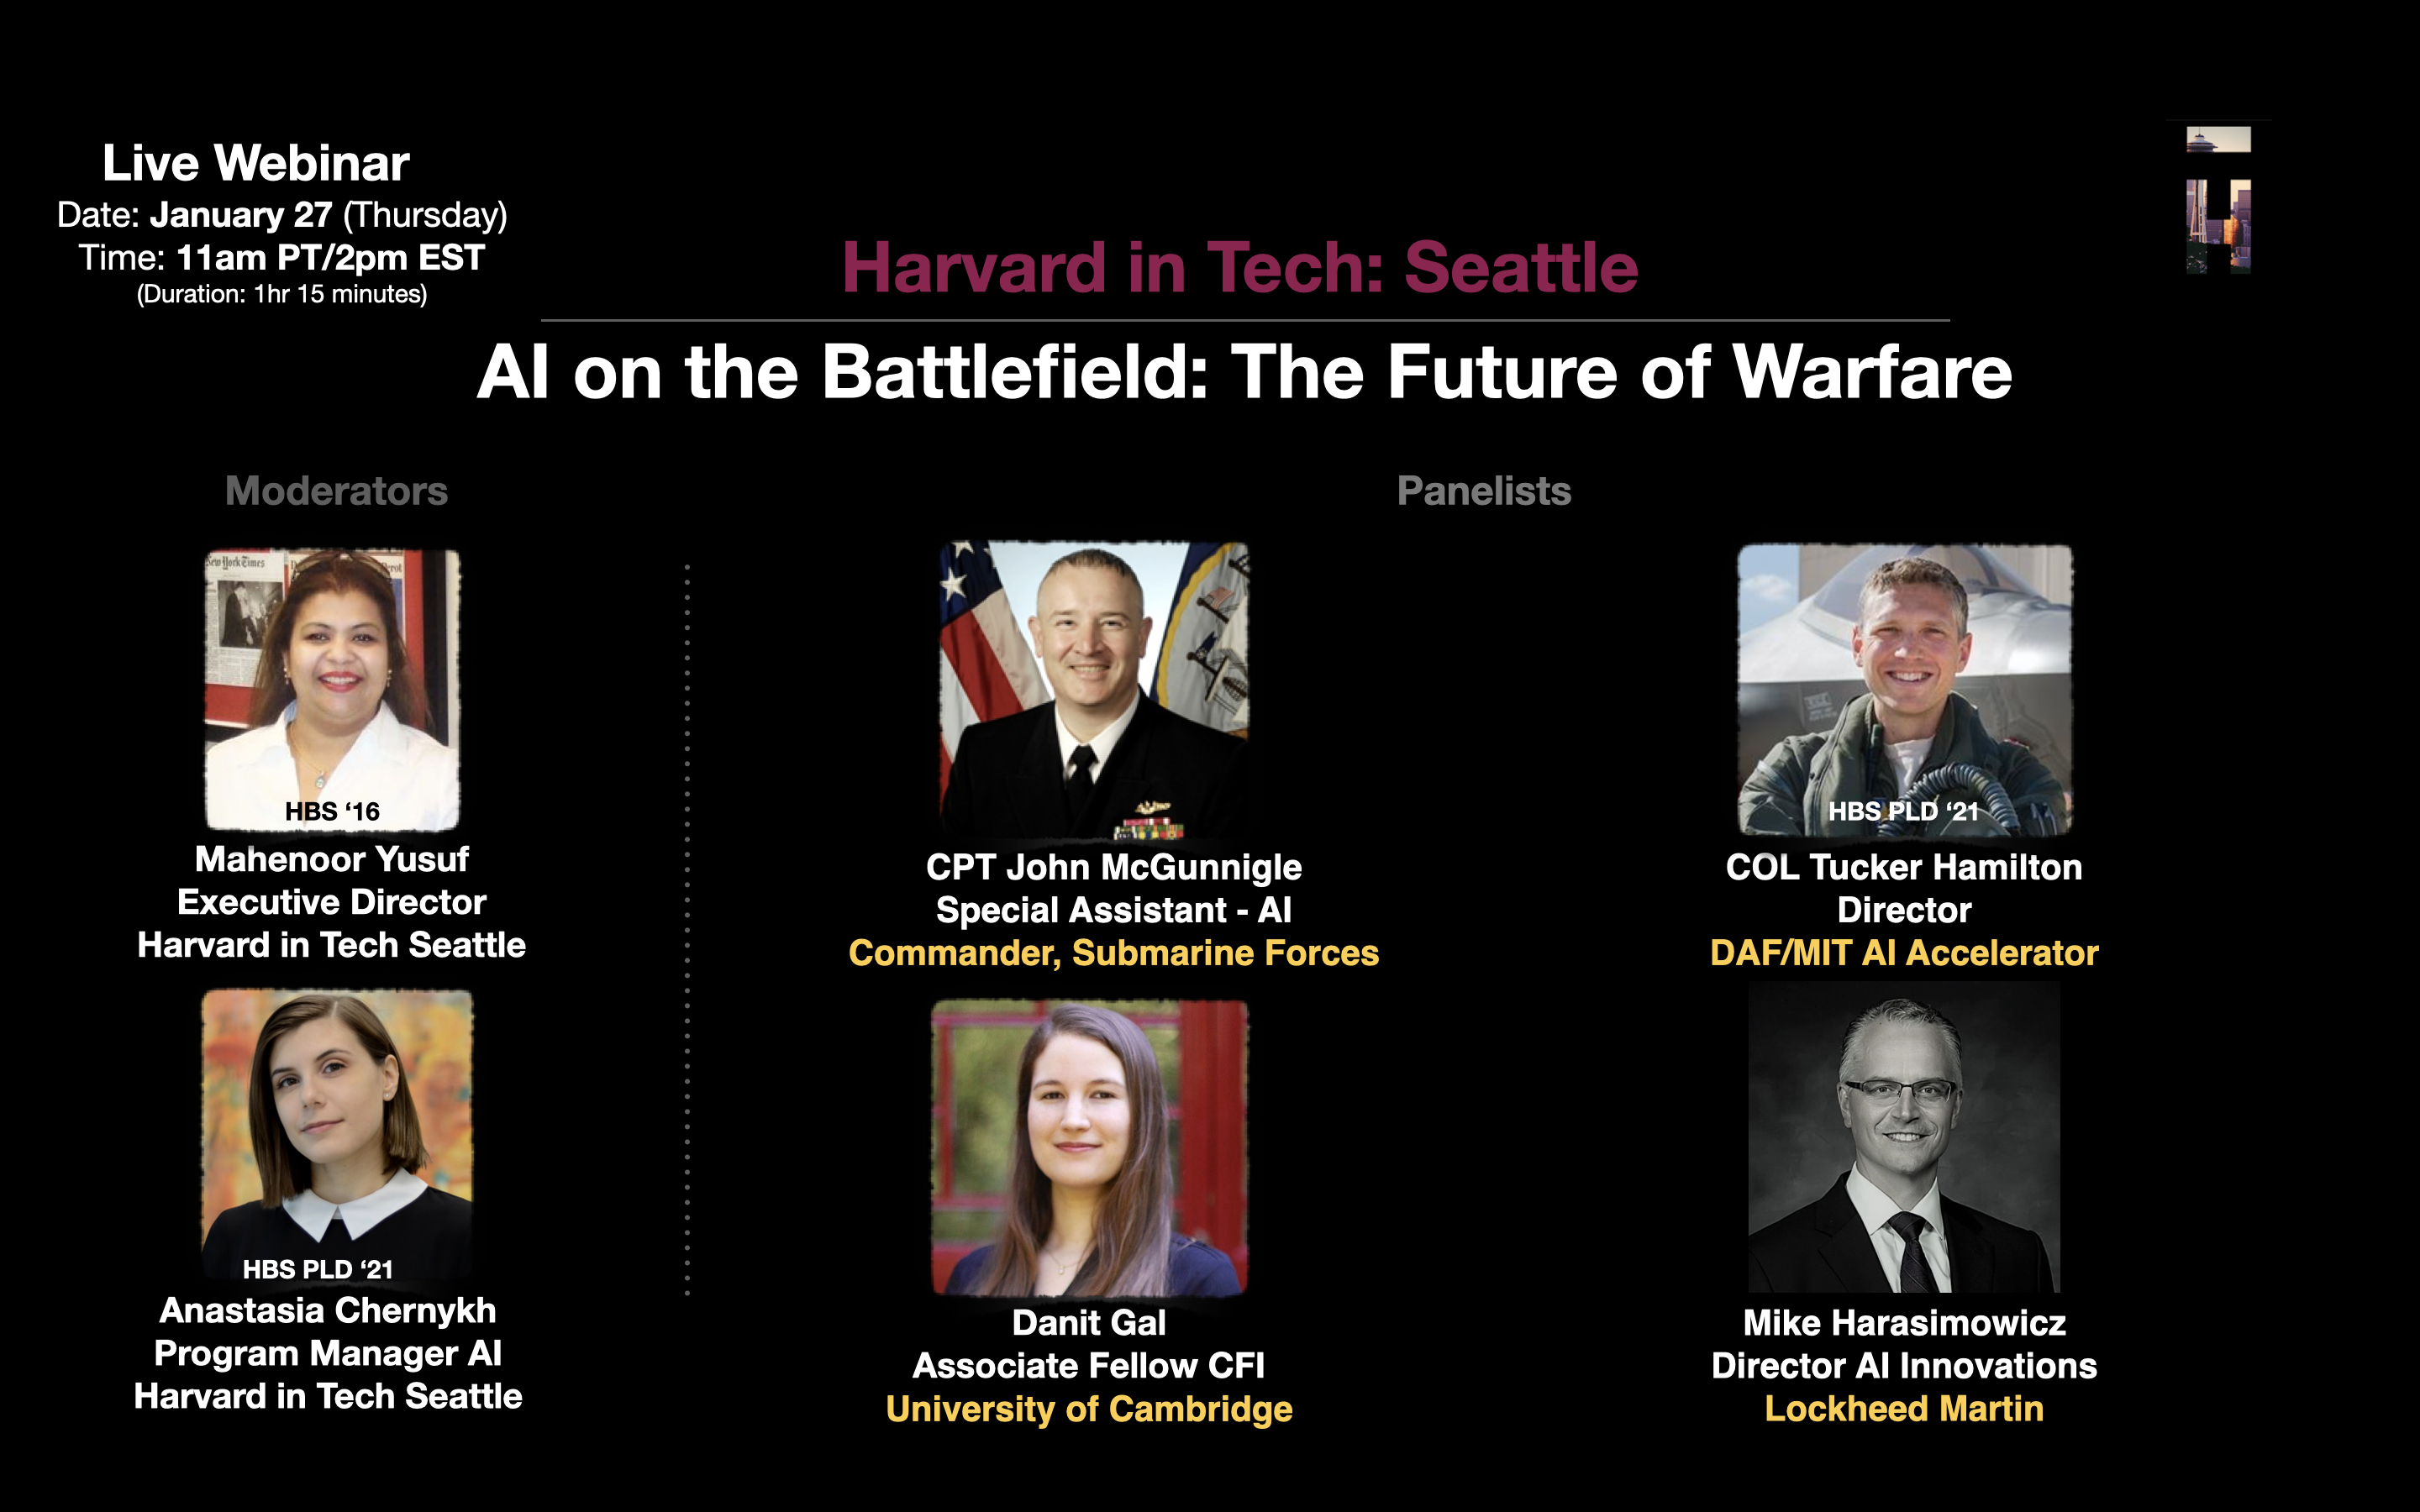 Live Webinar
Date: January 27 (Thursday)
Time: 11am PT/2pm EST
(Duration: 1hr 15 minutes)
Harvard in Tech: Seattle
AI on the Battlefield: The Future of Warfare
Moderators
Panelists
New York Times
HBS ‘16
Mahenoor Yusuf
Executive Director
Harvard in Tech Seattle
HBS PLD ‘21
Anastasia Chernykh
Program Manager AI
Harvard in Tech Seattle
CPT John McGunnigle
Special Assistant - AI
Commander, Submarine Forces
HBS PLD ‘21
COL Tucker Hamilton
Director
DAF/MIT AI Accelerator
Danit Gal
Associate Fellow CFI
University of Cambridge
Mike Harasimowicz
Director AI Innovations
Lockheed Martin